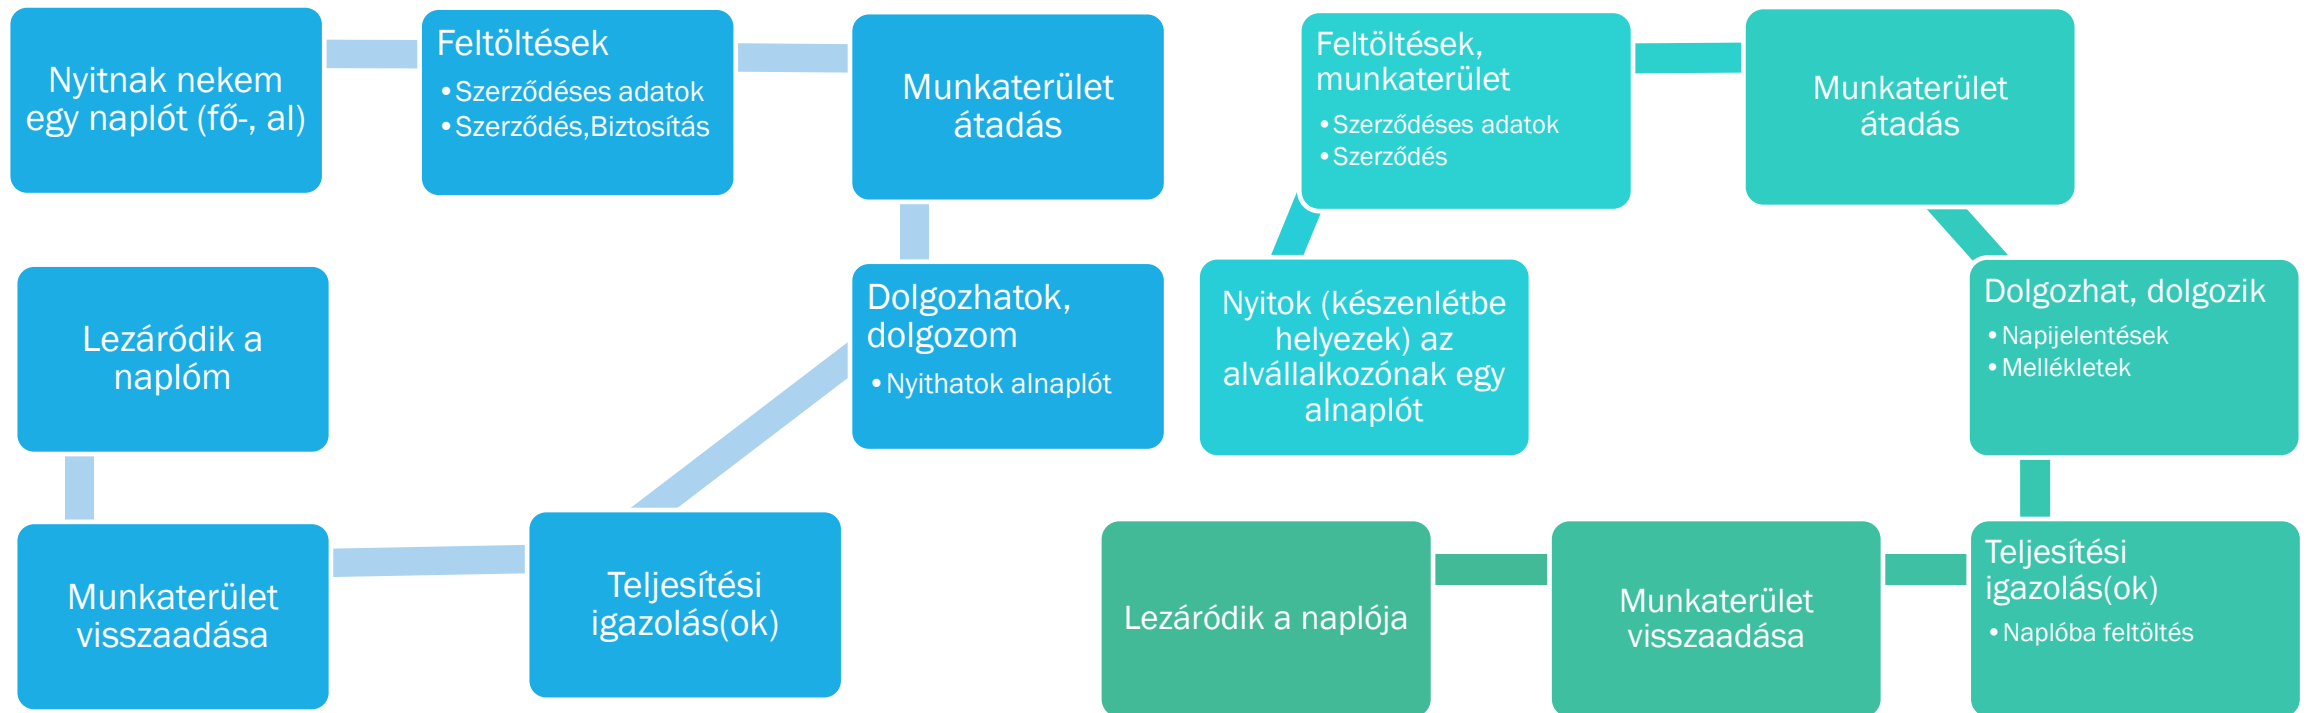 Nyitnak nekem
egy naplót (fő-, al)
Feltöltések
•Szerződéses adatok
•Szerződés,Biztosítás
Munkaterület
átadás
Dolgozhatok,
dolgozom
•Nyithatok alnaplót
Teljesítési
igazolás(ok)
Munkaterület
visszaadása
Lezáródik a
naplóm
Nyitok (készenlétbe
helyezek) az
alvállalkozónak egy
alnaplót
Feltöltések,
munkaterület
•Szerződéses adatok
•Szerződés
Munkaterület
átadás
Dolgozhat, dolgozik
•Napijelentések
•Mellékletek
Teljesítési
igazolás(ok)
•Naplóba feltöltés
Munkaterület
visszaadása
Lezáródik a naplója